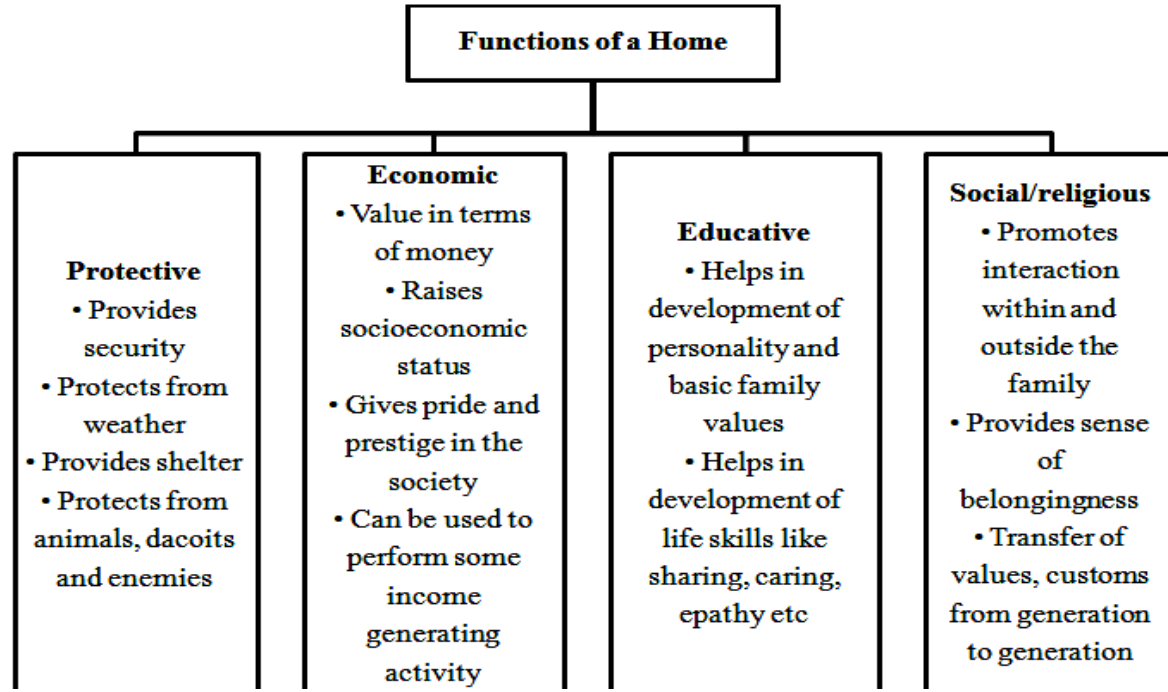 Functions of a Home
Protective
• Provides
security
• Protects from
weather
• Provides shelter
• Protects from
animals, dacoits
and enemies
Economic
• Value in terms
of money
• Raises
socioeconomic
status
• Gives pride and
prestige in the
society
• Can be used to
perform some
income
generating
activity
Educative
• Helps in
development of
personality and
basic family
values
• Helps in
development of
life skills like
sharing, caring,
epathy etc
Social/religious
• Promotes
interaction
within and
outside the
family
• Provides sense
of
belongingness
• Transfer of
values, customs
from generation
to generation